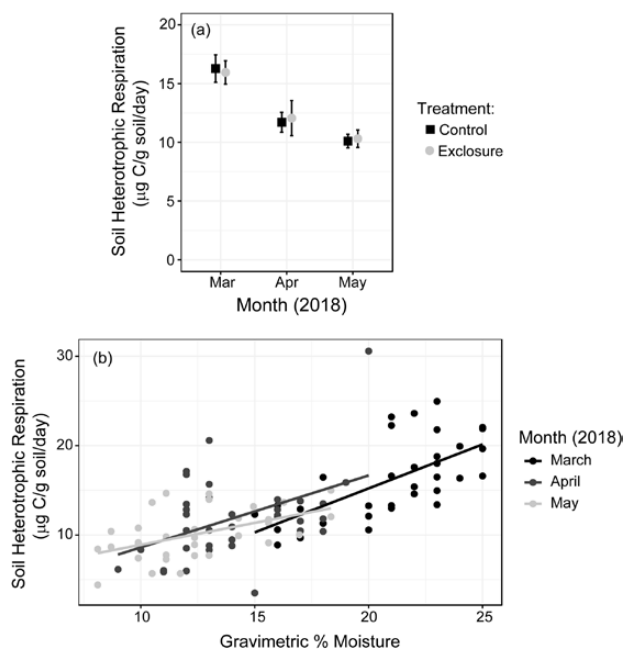 (a)
Soil Heterotrophic Respiration
(μg C/g soil/day)
20
15
10
5
0
Mar Apr May
Month (2018)
Treatment:
Control
Exclosure
(b)
Soil Heterotrophic Respiration
(μg C/g soil/day)
30
20
10
10 15 20 25
Gravimetric % Moisture
Month (2018)
March
April
May